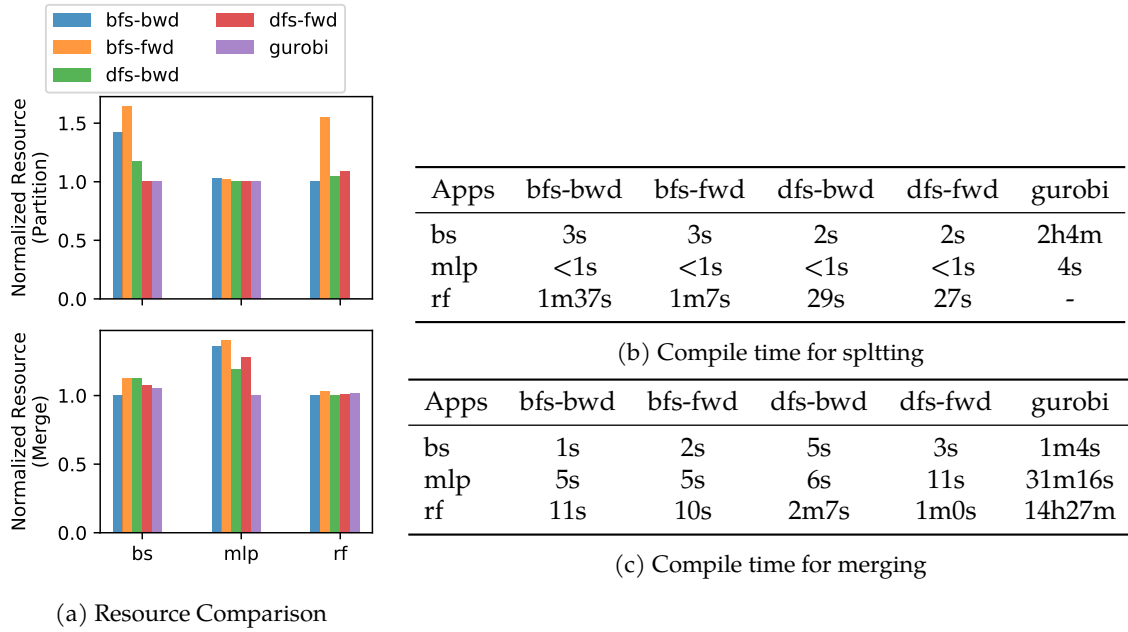 bfs-bwd
bfs-fwd
dfs-bwd
dfs-fwd
gurobi
Normalized Resource
(Partition)
1.5
1.0
0.5
0.0
Normalized Resource
(Merge)
1.0
0.5
0.0
bs mlp rf
(a) Resource Comparison
Apps bfs-bwd bfs-fwd dfs-bwd dfs-fwd gurobi
bs 3s 3s 2s 2s 2h4m
mlp <1s <1s <1s <1s 4s
rf 1m37s 1m7s 29s 27s -
(b) Compile time for spltting
Apps bfs-bwd bfs-fwd dfs-bwd dfs-fwd gurobi
bs 1s 2s 5s 3s 1m4s
mlp 5s 5s 6s 11s 31m16s
rf 11s 10s 2m7s 1m0s 14h27m
(c) Compile time for merging